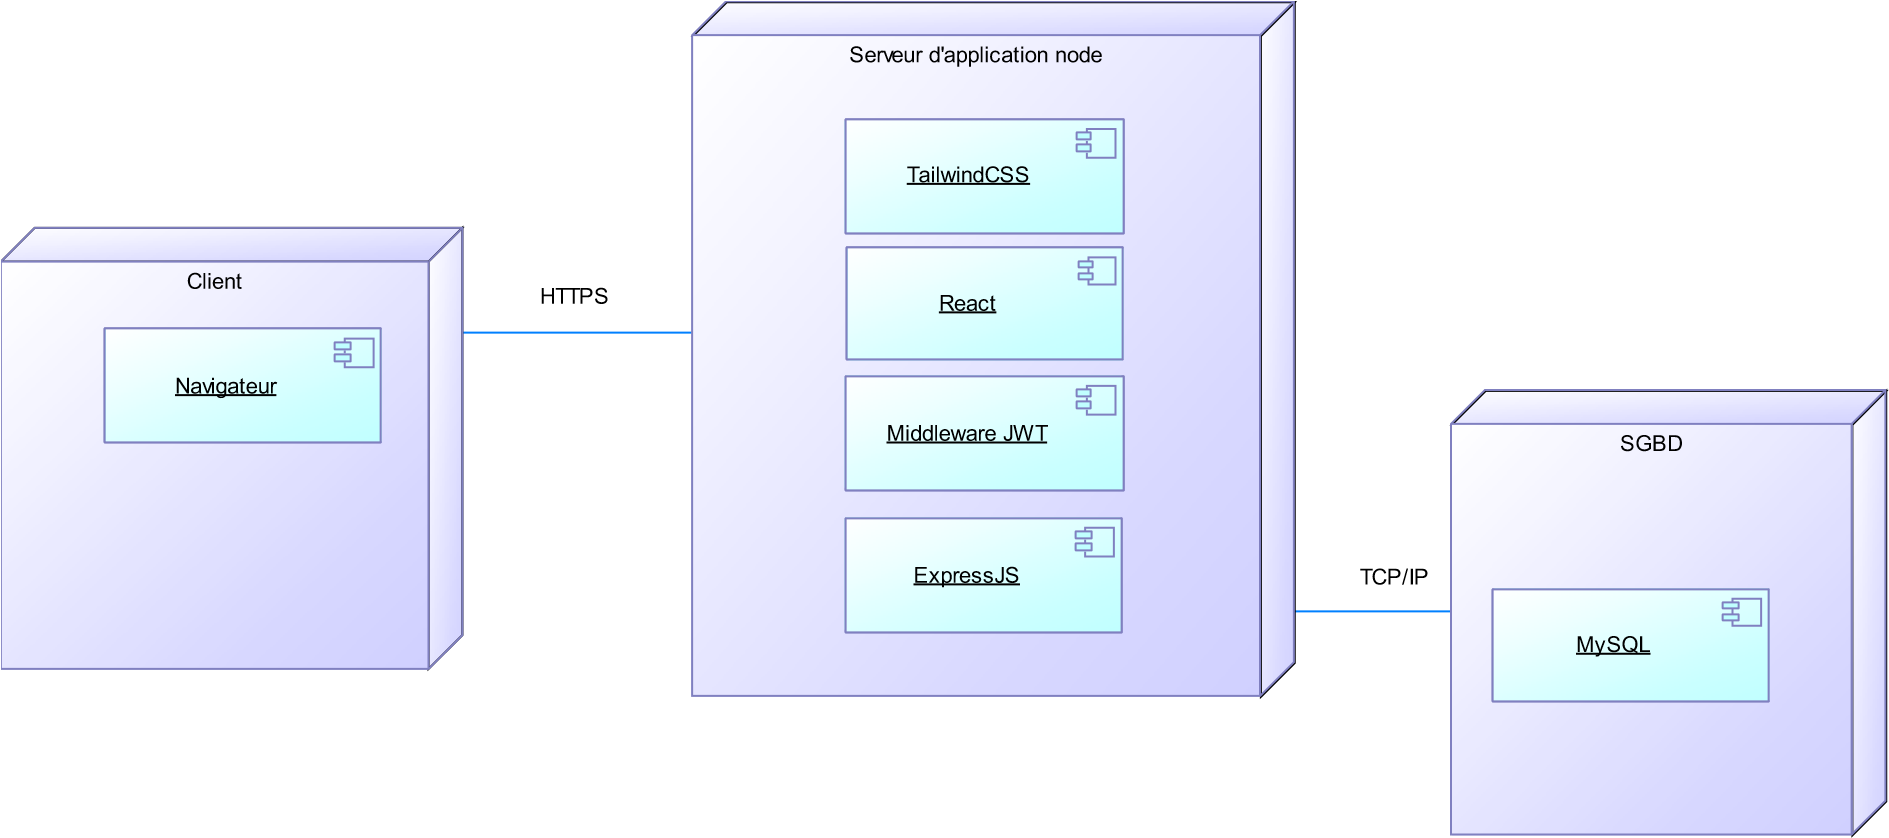 Serveur d'application node
TailwindCSS
React
Middleware JWT
ExpressJS
Client
Navigateur
HTTPS
TCP/IP
SGBD
MySQL